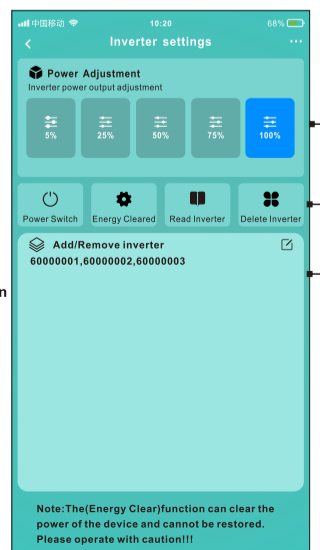 中国移动 10:20 68%
Inverter settings
Power Adjustment
Inverter power output adjustment
5% 25% 50% 75% 100%
Power Switch Energy Cleared Read Inverter Delete Inverter
Add/Remove inverter
60000001,60000002,60000003
n
Note:The(Energy Clear)function can clear the
power of the device and cannot be restored.
Please operate with caution!!!